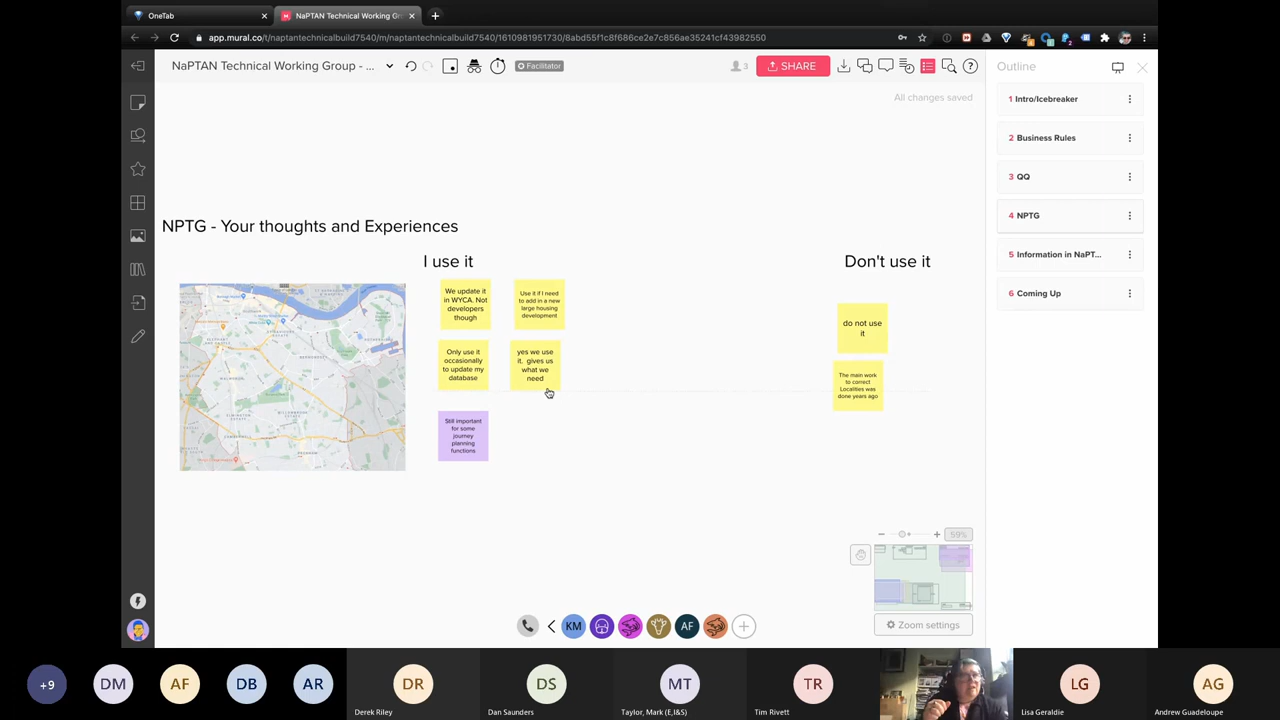 OneTab
NaPTAN Technical Working Gr
app.mural.co/t/naptantechnicalbuild7540/m/naptantechnicalbuild7540/1610981951730/8abd55f1c8f686ce2e7c856ae35241cf43982550
NaPTAN Technical Working Group - ...
Facilitator
3
SHARE
Outline
All changes saved
1 Intro/Icebreaker
2 Business Rules
3 QQ
4 NPTG
5 Information in NaPT...
6 Coming Up
NPTG - Your thoughts and Experiences
I use it
Don't use it
We update it
in WYCA. Not
developers
though
Use it if I need
to add in a new
large housing
development
Only use it
occasionally
to update my
database
yes we use
it. gives us
what we
need
Still important
for some
journey
planning
functions
do not use
it
The main work
to correct
Localities was
done years ago
59%
Zoom settings
KM
AF
+9
DM
AF
DB
AR
DR
Derek Riley
DS
Dan Saunders
MT
Taylor, Mark (E,I&S)
TR
Tim Rivett
LG
Lisa Geraldie
AG
Andrew Guadeloupe